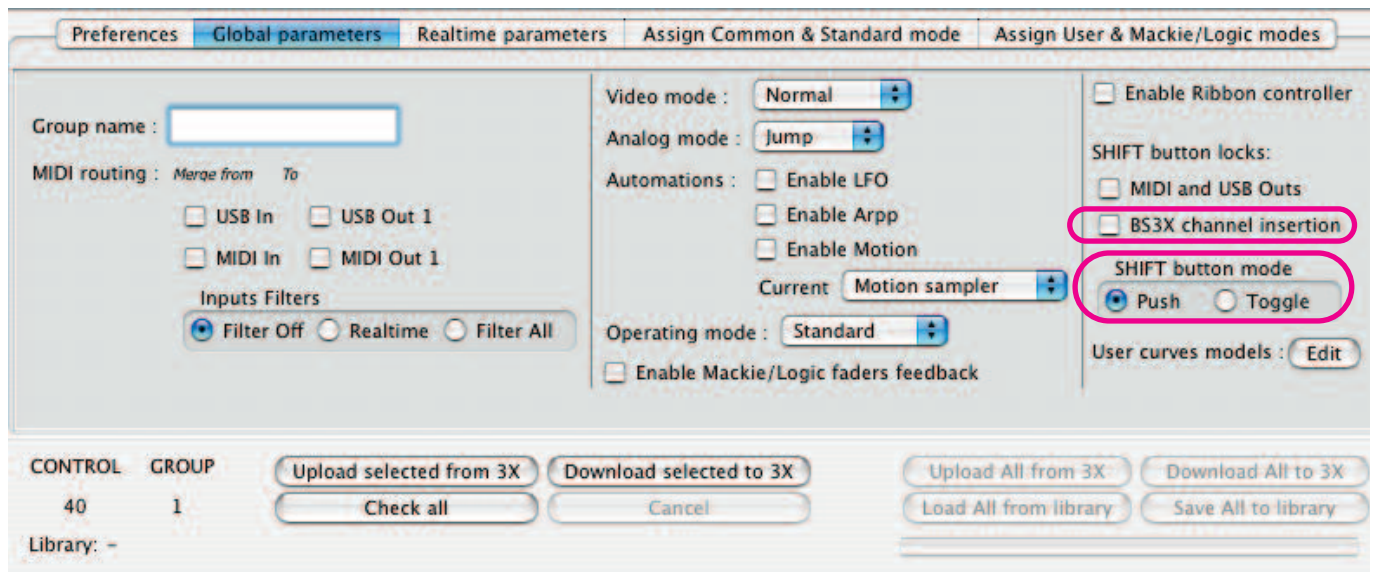 Preferences Global parameters Realtime parameters Assign Common & Standard mode Assign User & Mackie/Logic modes
Group name :
MIDI routing : Merge from To
USB In USB Out 1
MIDI In MIDI Out 1
Inputs Filters
Filter Off Realtime Filter All
Video mode : Normal
Analog mode : Jump
Automations : Enable LFO
Enable Arpp
Enable Motion
Current Motion sampler
Operating mode : Standard
Enable Mackie/Logic faders feedback
Enable Ribbon controller
SHIFT button locks:
MIDI and USB Outs
BS3X channel insertion
SHIFT button mode
Push Toggle
User curves models : Edit
CONTROL GROUP Upload selected from 3X Download selected to 3X Upload All from 3X Download All to 3X
40 1 Check all Cancel Load All from library Save All to library
Library: -